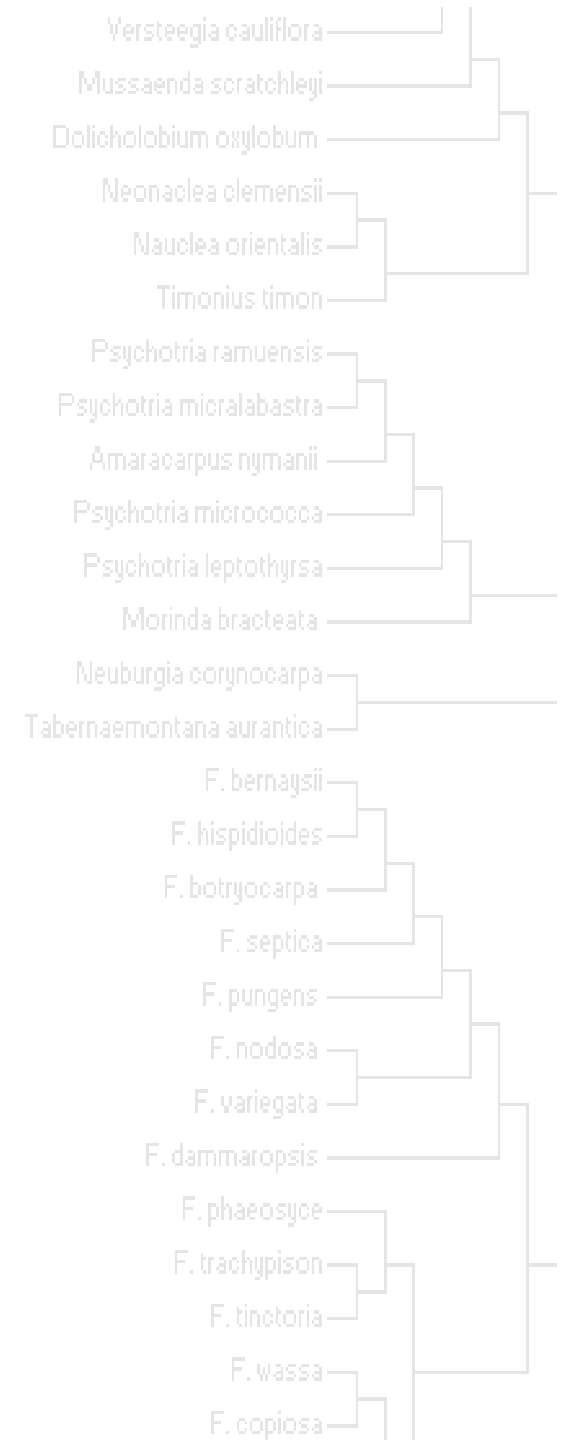 Versteegia cauliflora
Mussaenda scratchleyi
Dolicholobium oxylobum
Neonaclea clemensii
Nauclea orientalis
Timonius timon
Psychotria ramuensis
Psychotria micralabastra
Amaracarpus nymanii
Psychotria micrococca
Psychotria leptothyrsa
Morinda bracteata
Neuburgia corynocarpa
Tabernaemontana aurantica
F. bernaysii
F. hispidioides
F. botryocarpa
F. septica
F. pungens
F. nodosa
F. variegata
F. dammaropsis
F. phaeosyce
F. trachypison
F. tinctoria
F. wassa
F. copiosa